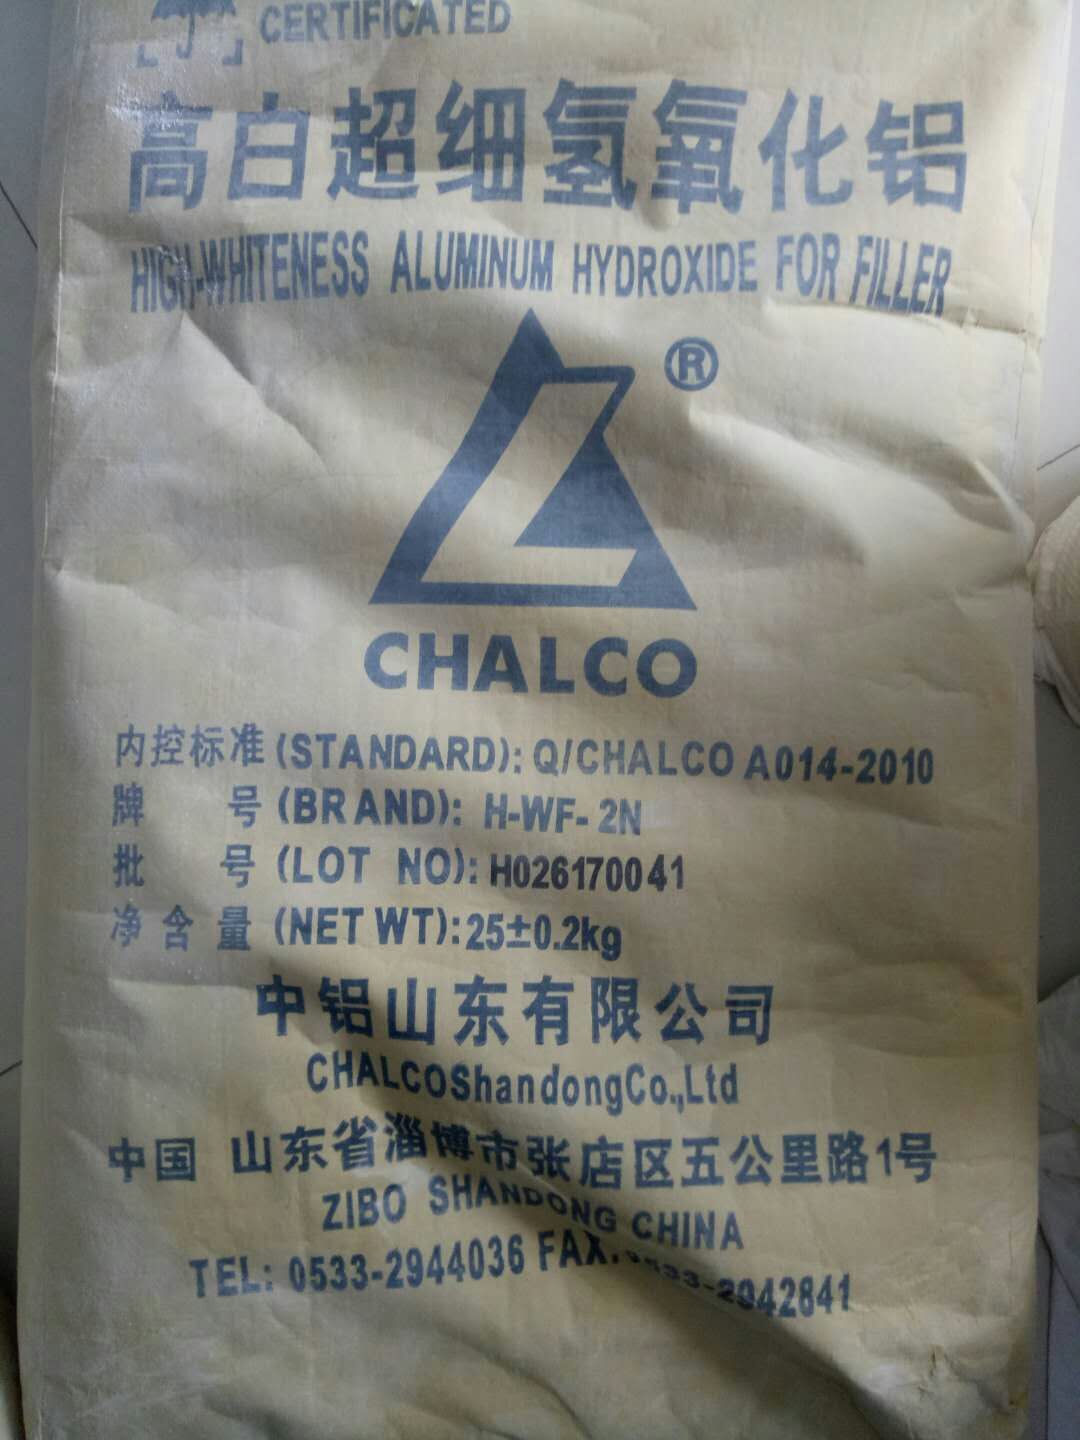 CERTIFICATED
高白超细氢氧化铝
HIGH-WHITENESS ALUMINUM HYDROXIDE FOR FILLER
®
CHALCO
内控标准(STANDARD): Q/CHALCO A014-2010
牌 号(BRAND): H-WF-2N
批 号(LOT NO): H026170041
净含量(NET WT):25±0.2kg
中铝山东有限公司
CHALCOShandongCo.,Ltd
中国 山东省淄博市张店区五公里路1号
ZIBO SHANDONG CHINA
TEL: 0533-2944036 FAX:0533-2942841